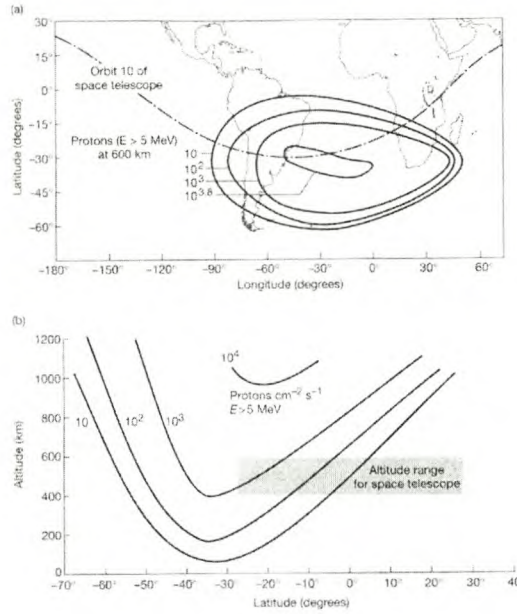 (a)
30°
15°
0°
−15°
−30°
−45°
−60°
Latitude (degrees)
Orbit 10 of
space telescope
Protons (E > 5 MeV)
at 600 km
10
10²
10³
10³·⁸
−180° −150° −120° −90° −60° −30° 0° 30° 60°
Longitude (degrees)
(b)
1200
1000
800
600
400
200
0
Altitude (km)
10
10²
10³
10⁴
Protons cm⁻² s⁻¹
E>5 MeV
Altitude range
for space telescope
−70° −60° −50° −40° −30° −20° −10° 0° 10° 20° 30° 40
Latitude (degrees)